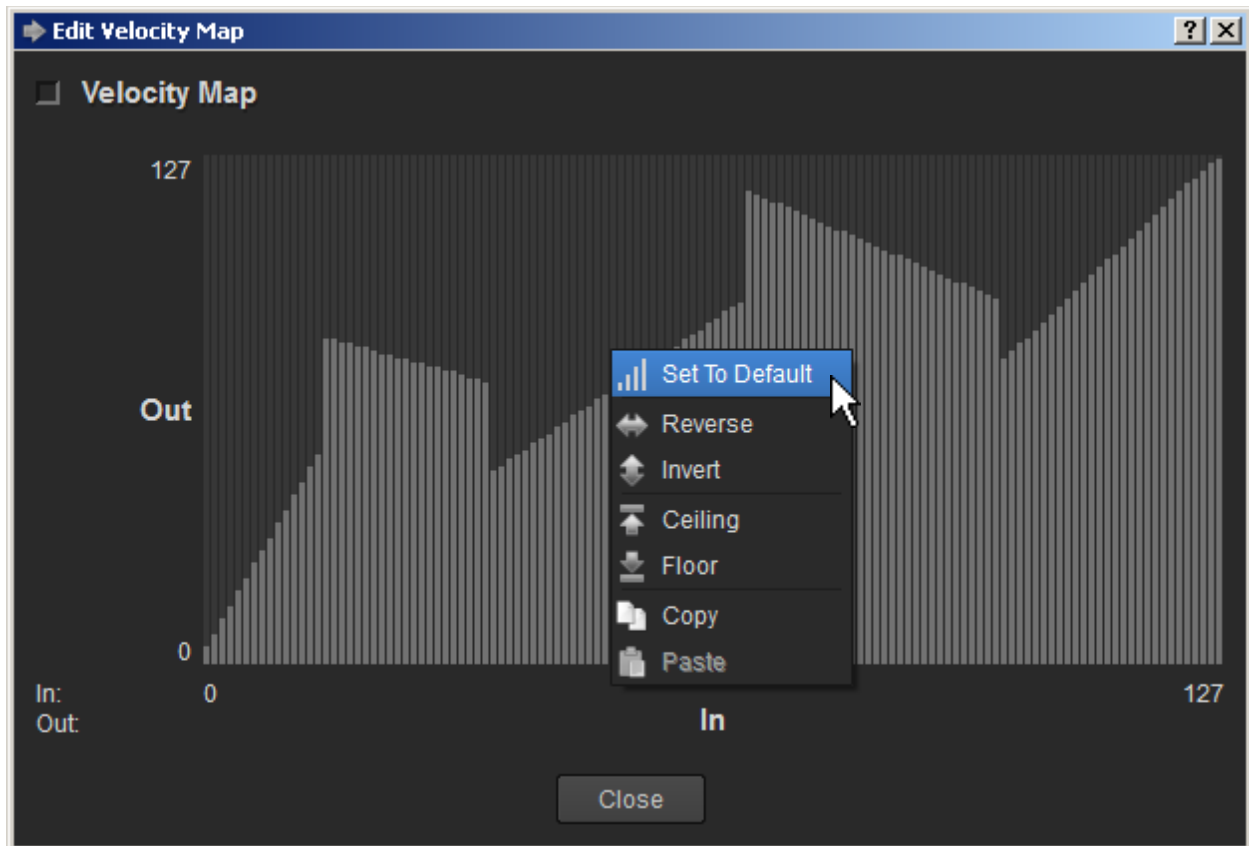 Edit Velocity Map
Velocity Map
127
Out
Set To Default
Reverse
Invert
Ceiling
Floor
Copy
Paste
0
In:
0
127
Out:
In
Close